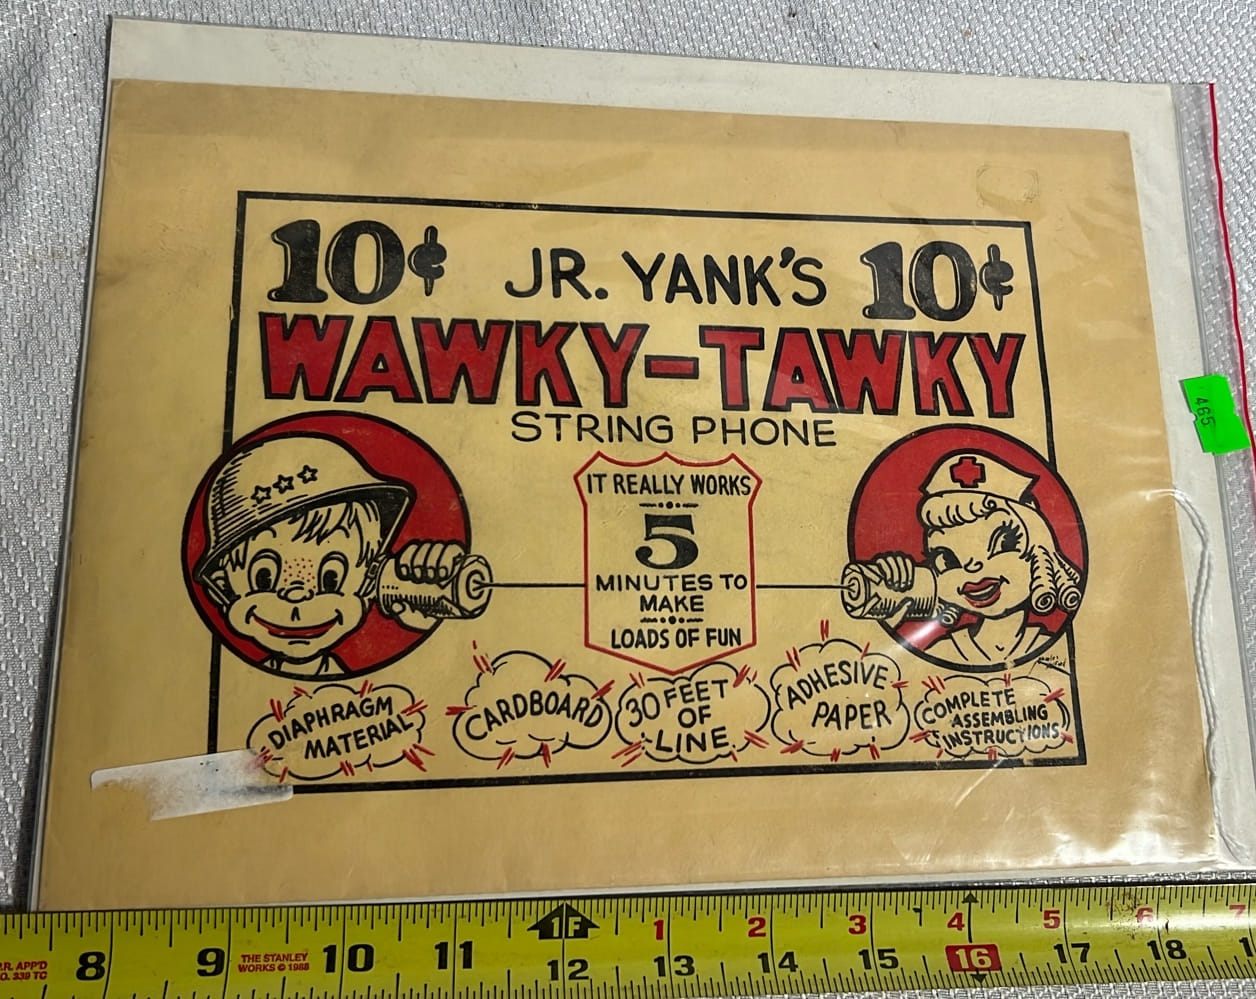 10¢ JR. YANK'S 10¢
WAWKY-TAWKY
STRING PHONE
IT REALLY WORKS
5
MINUTES TO
MAKE
LOADS OF FUN
DIAPHRAGM
MATERIAL
CARDBOARD
30 FEET
OF
LINE
ADHESIVE
PAPER
COMPLETE
ASSEMBLING
INSTRUCTIONS
465
1F 1 2 3 4 5 6 7
8 9 10 11 12 13 14 15 16 17 18
THE STANLEY
WORKS © 1988